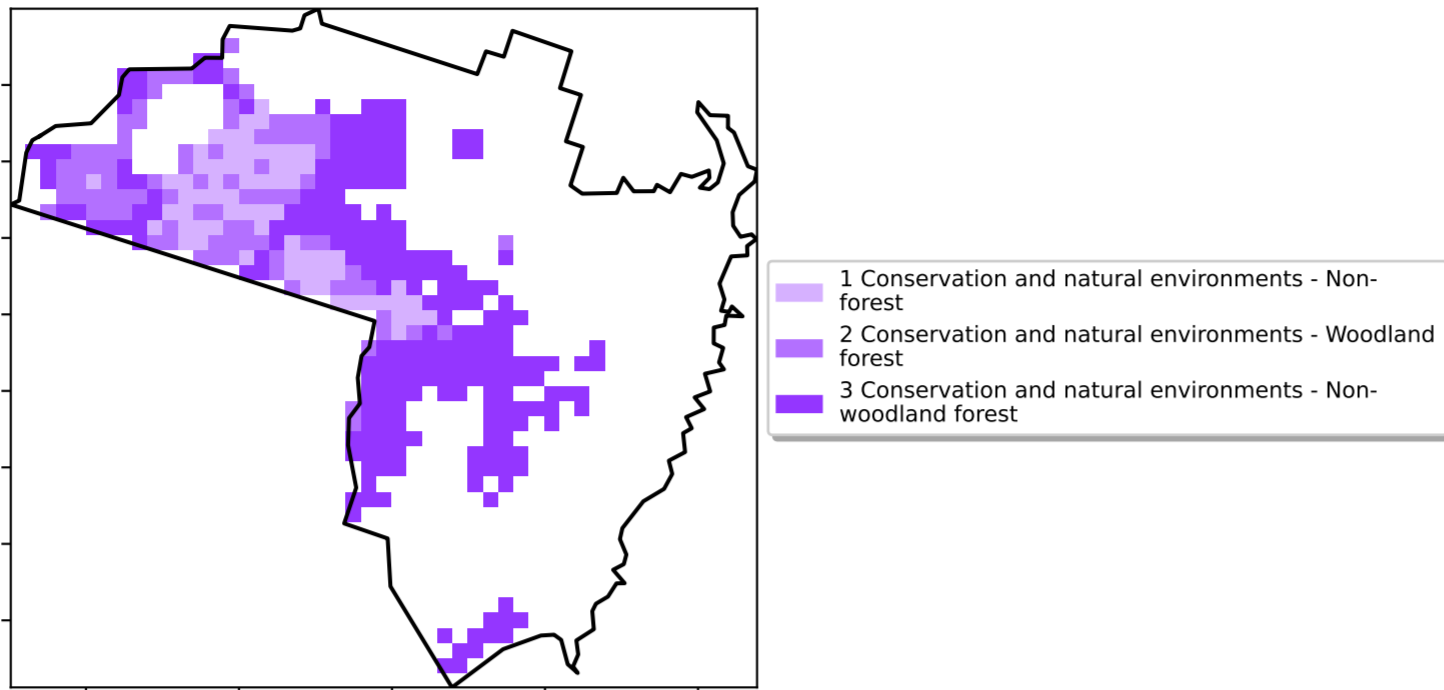 1 Conservation and natural environments - Non-
forest
2 Conservation and natural environments - Woodland
forest
3 Conservation and natural environments - Non-
woodland forest